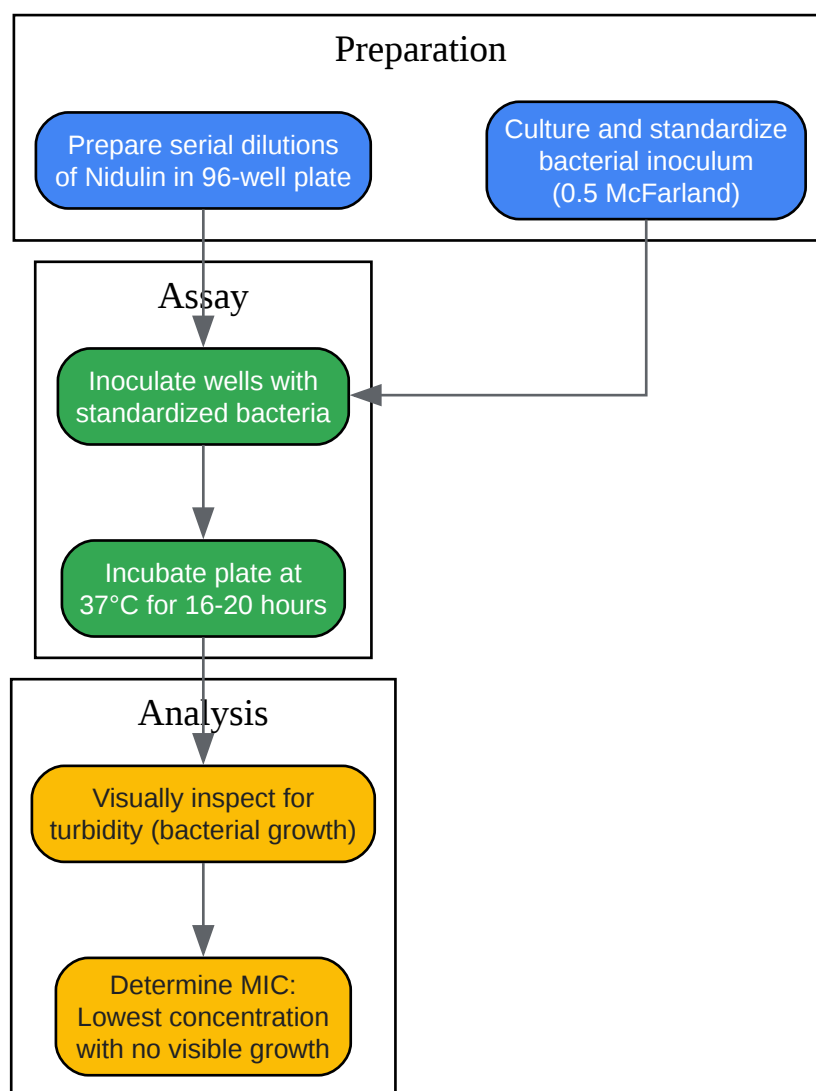 Preparation
Prepare serial dilutions
of Nidulin in 96-well plate
Culture and standardize
bacterial inoculum
(0.5 McFarland)
Assay
Inoculate wells with
standardized bacteria
Incubate plate at
37°C for 16-20 hours
Analysis
Visually inspect for
turbidity (bacterial growth)
Determine MIC:
Lowest concentration
with no visible growth